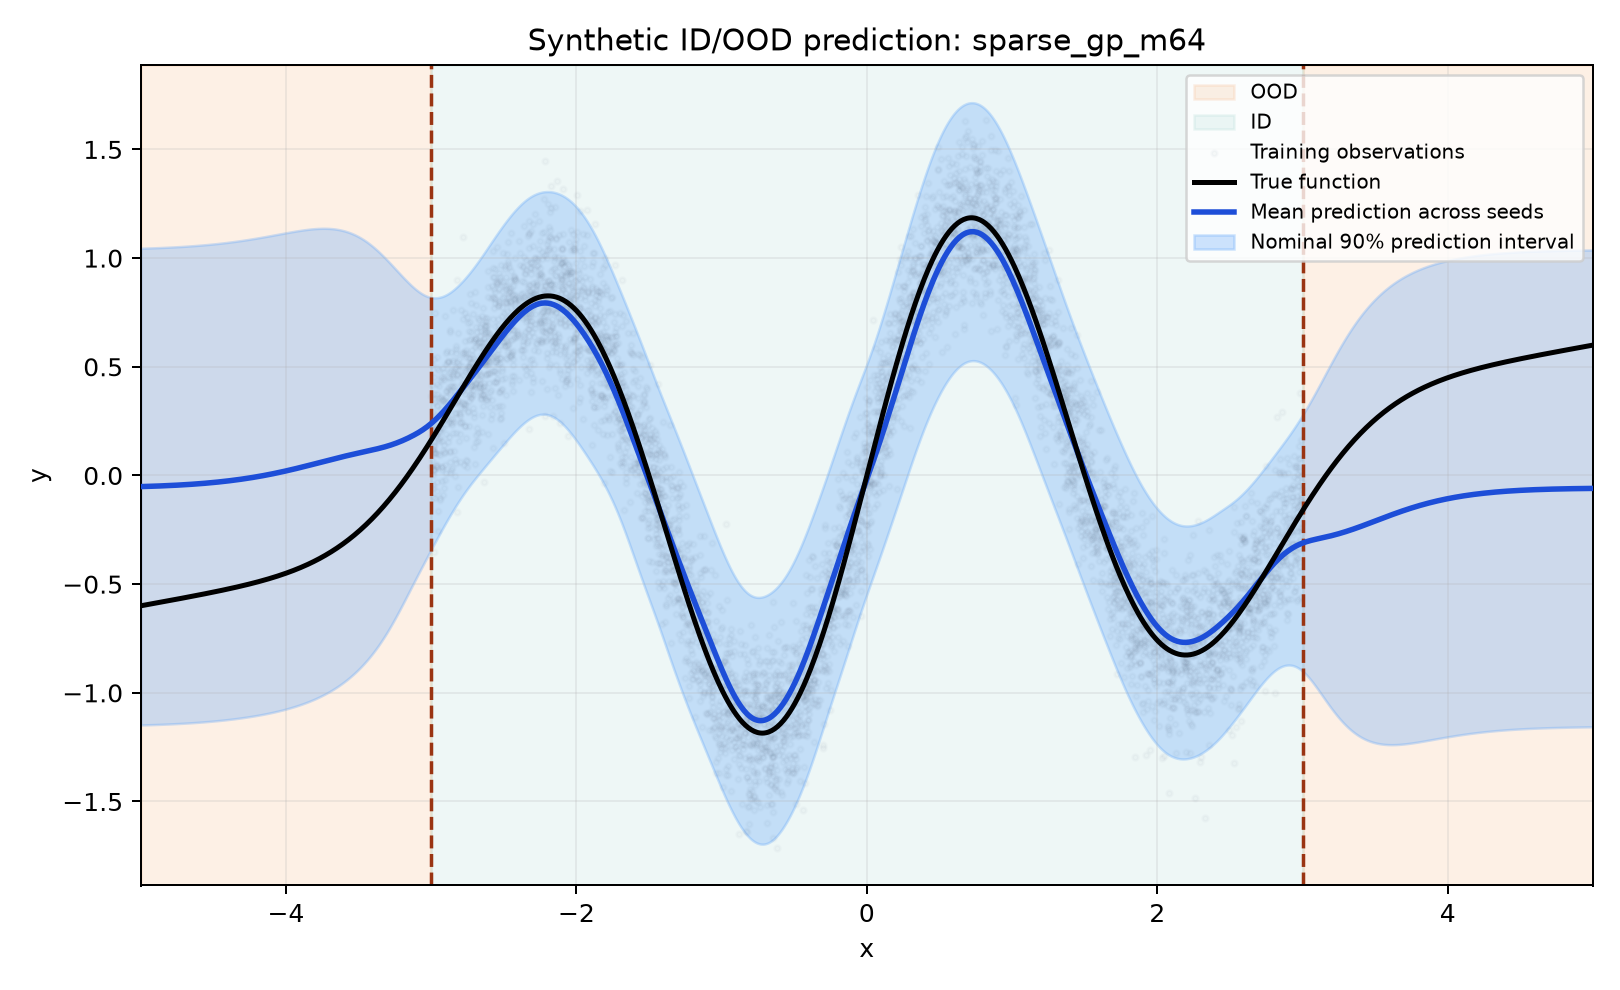 Synthetic ID/OOD prediction: sparse_gp_m64
OOD
ID
Training observations
True function
Mean prediction across seeds
Nominal 90% prediction interval
y
1.5
1.0
0.5
0.0
−0.5
−1.0
−1.5
−4
−2
0
2
4
x